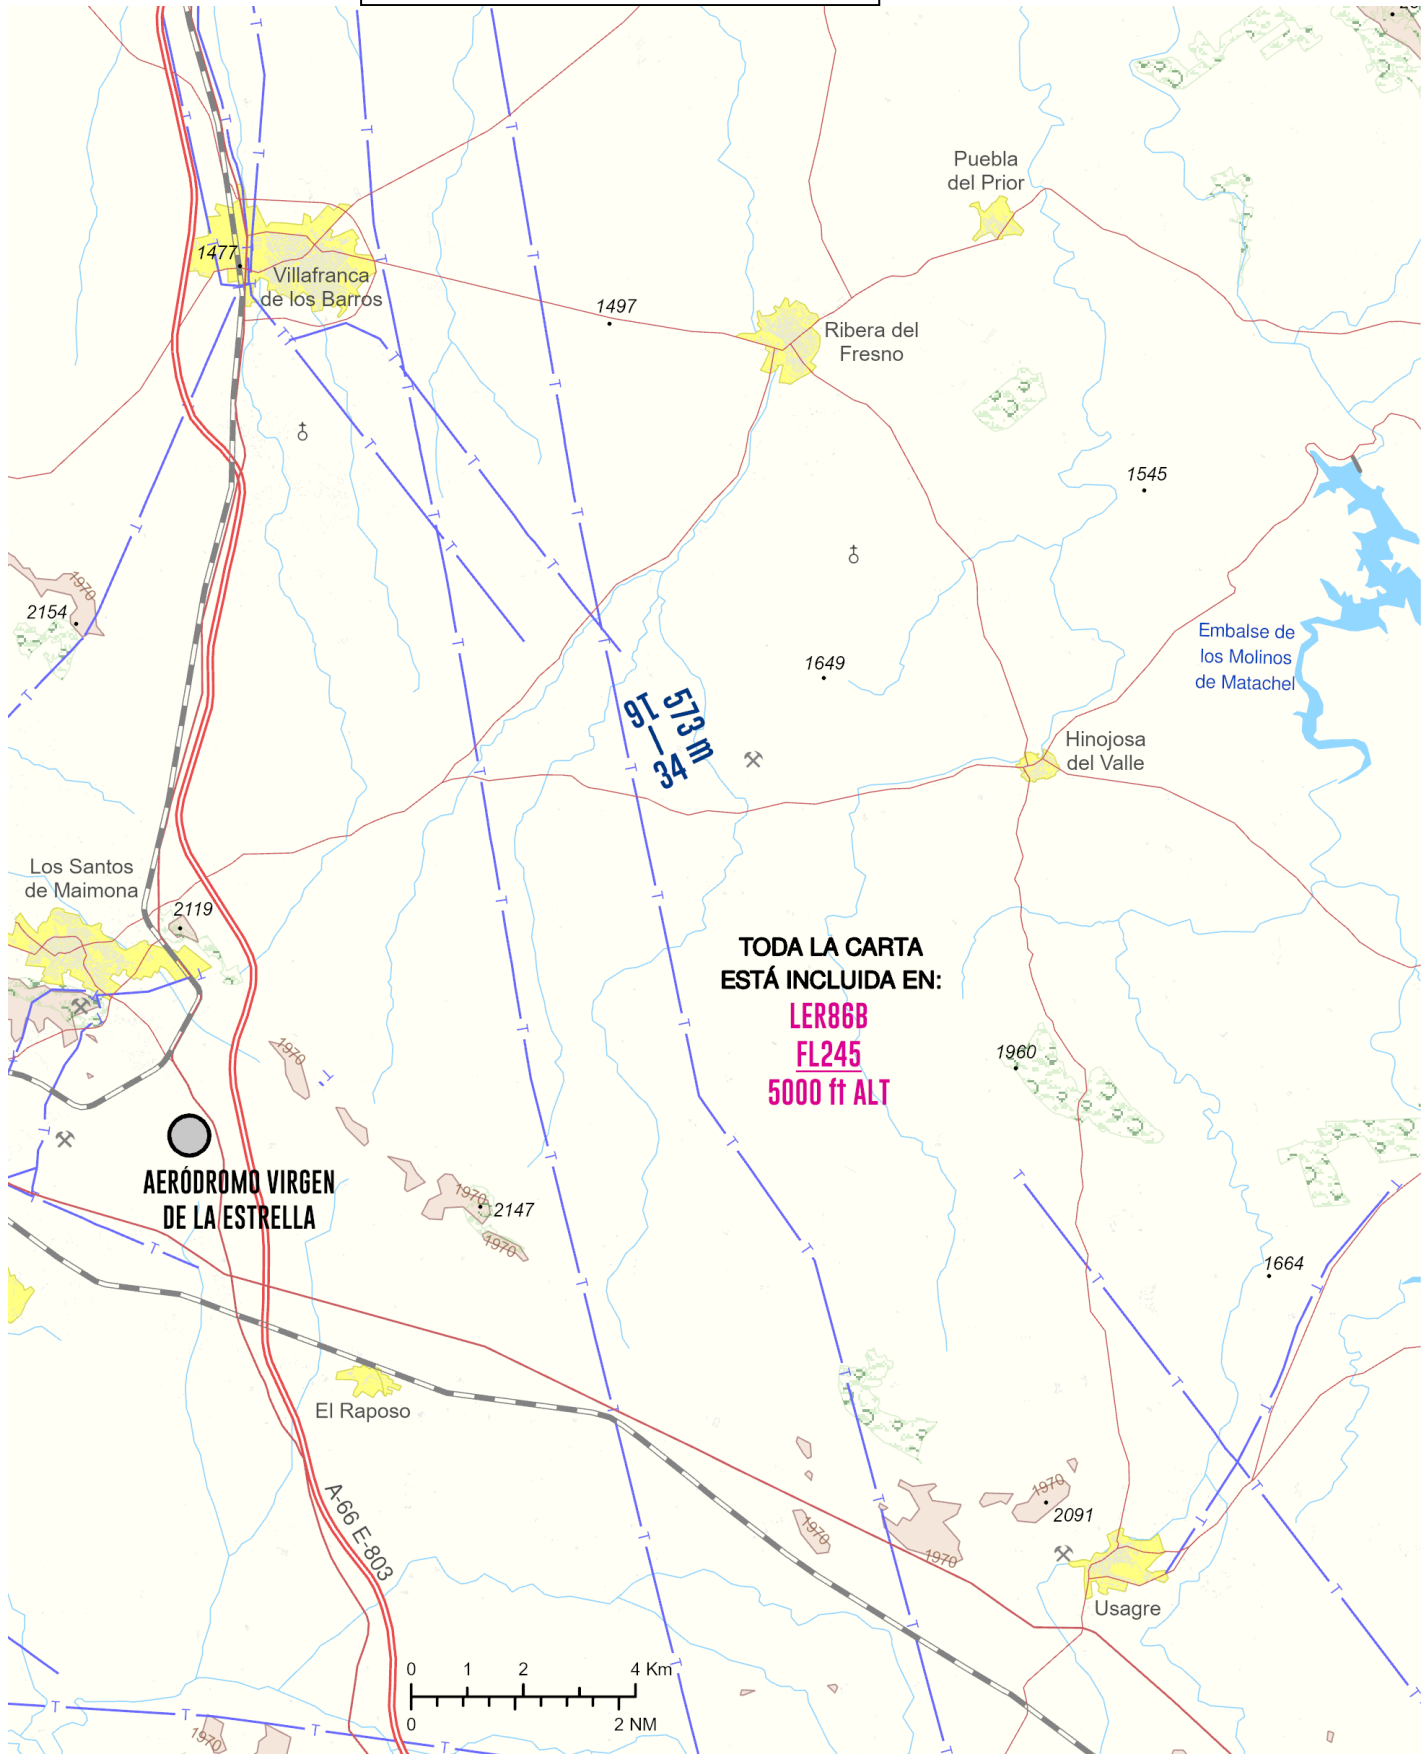 Puebla
del Prior
1477
Villafranca
de los Barros
1497
Ribera del
Fresno
1545
1970
2154
Embalse de
los Molinos
de Matachel
1649
573 m
16
34
Hinojosa
del Valle
Los Santos
de Maimona
2119
TODA LA CARTA
ESTÁ INCLUIDA EN:
LER86B
FL245
5000 ft ALT
1970
1960
AERÓDROMO VIRGEN
DE LA ESTRELLA
1970
2147
1970
1664
El Raposo
A-66 E-803
1970
2091
1970
1970
Usagre
0 1 2 4 Km
0 2 NM
1970